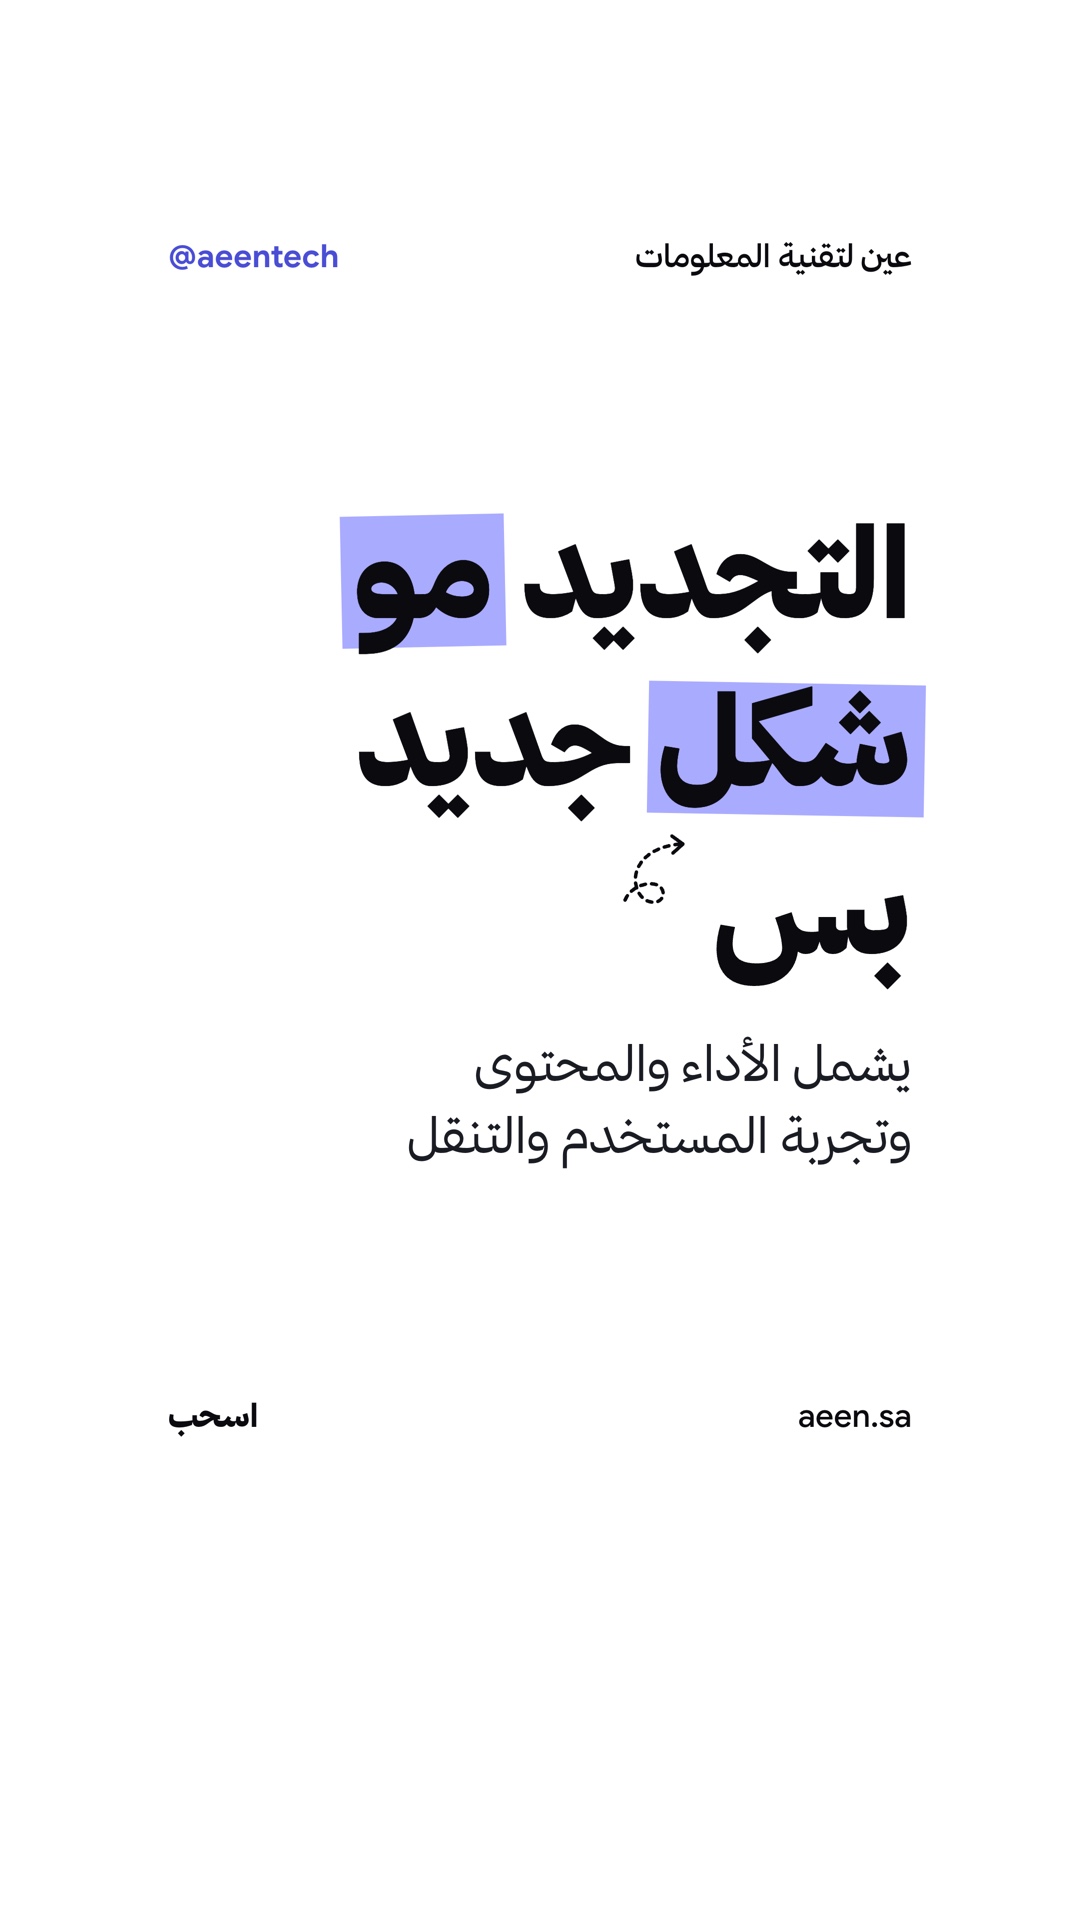 عين لتقنية المعلومات
@aeentech
التجديد مو
شكل جديد
بس
يشمل الأداء والمحتوى
وتجربة المستخدم والتنقل
aeen.sa
اسحب